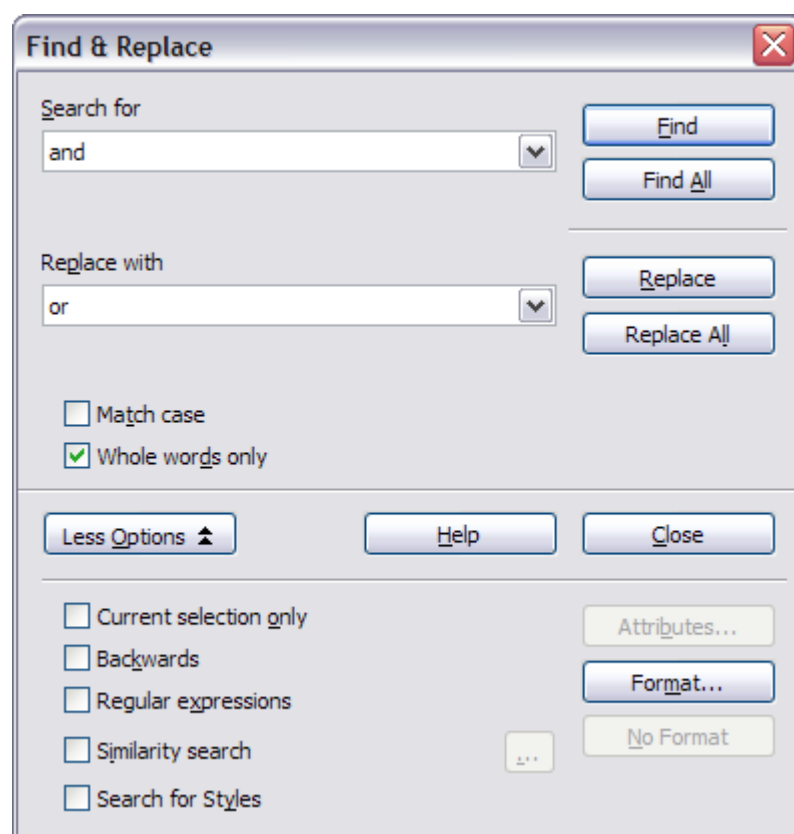 Find & Replace
Search for
and
Find
Find All
Replace with
or
Replace
Replace All
Match case
Whole words only
Less Options
Help
Close
Current selection only
Attributes...
Backwards
Format...
Regular expressions
No Format
Similarity search
...
Search for Styles